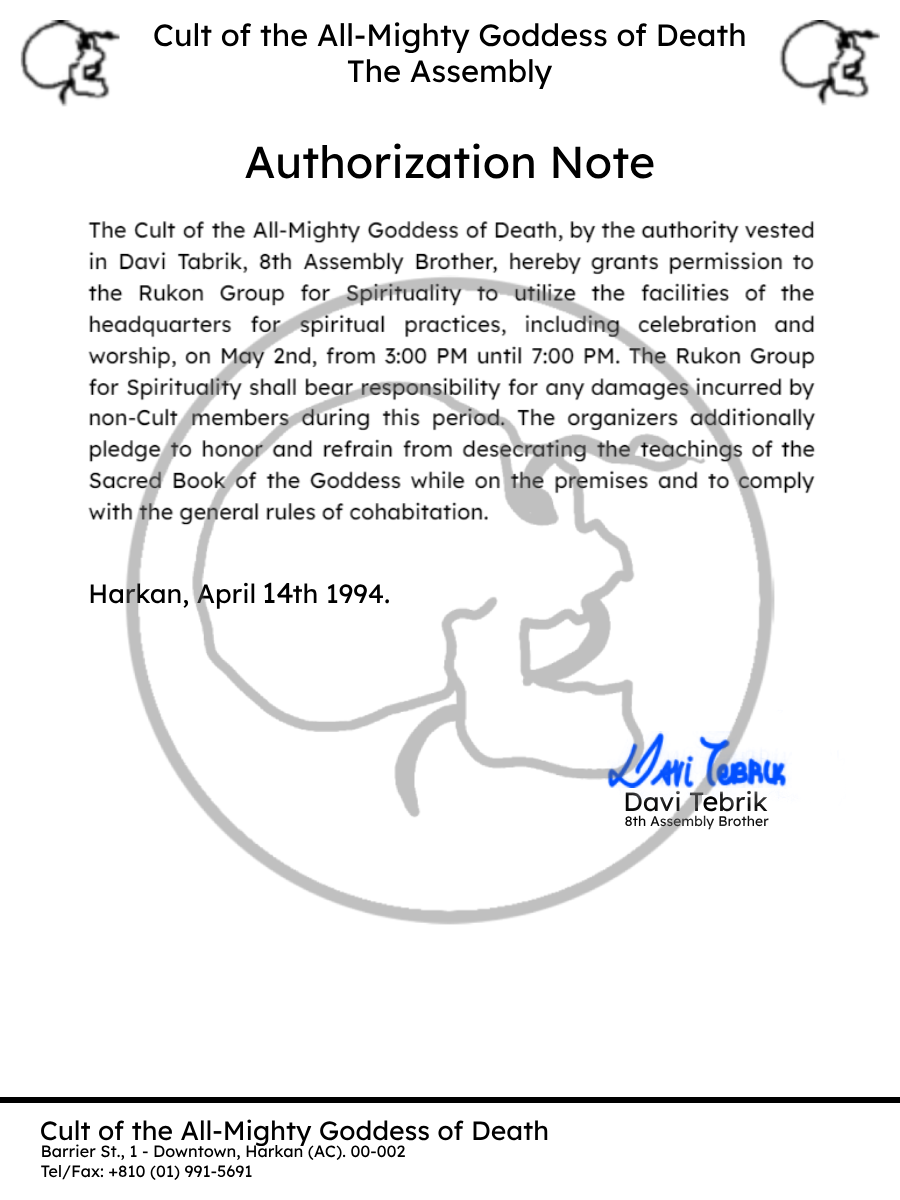 Cult of the All-Mighty Goddess of Death
The Assembly
Authorization Note
The Cult of the All-Mighty Goddess of Death, by the authority vested
in Davi Tabrik, 8th Assembly Brother, hereby grants permission to
the Rukon Group for Spirituality to utilize the facilities of the
headquarters for spiritual practices, including celebration and
worship, on May 2nd, from 3:00 PM until 7:00 PM. The Rukon Group
for Spirituality shall bear responsibility for any damages incurred by
non-Cult members during this period. The organizers additionally
pledge to honor and refrain from desecrating the teachings of the
Sacred Book of the Goddess while on the premises and to comply
with the general rules of cohabitation.
Harkan, April 14th 1994.
Davi Tebrik
Davi Tebrik
8th Assembly Brother
Cult of the All-Mighty Goddess of Death
Barrier St., 1 - Downtown, Harkan (AC). 00-002
Tel/Fax: +810 (01) 991-5691